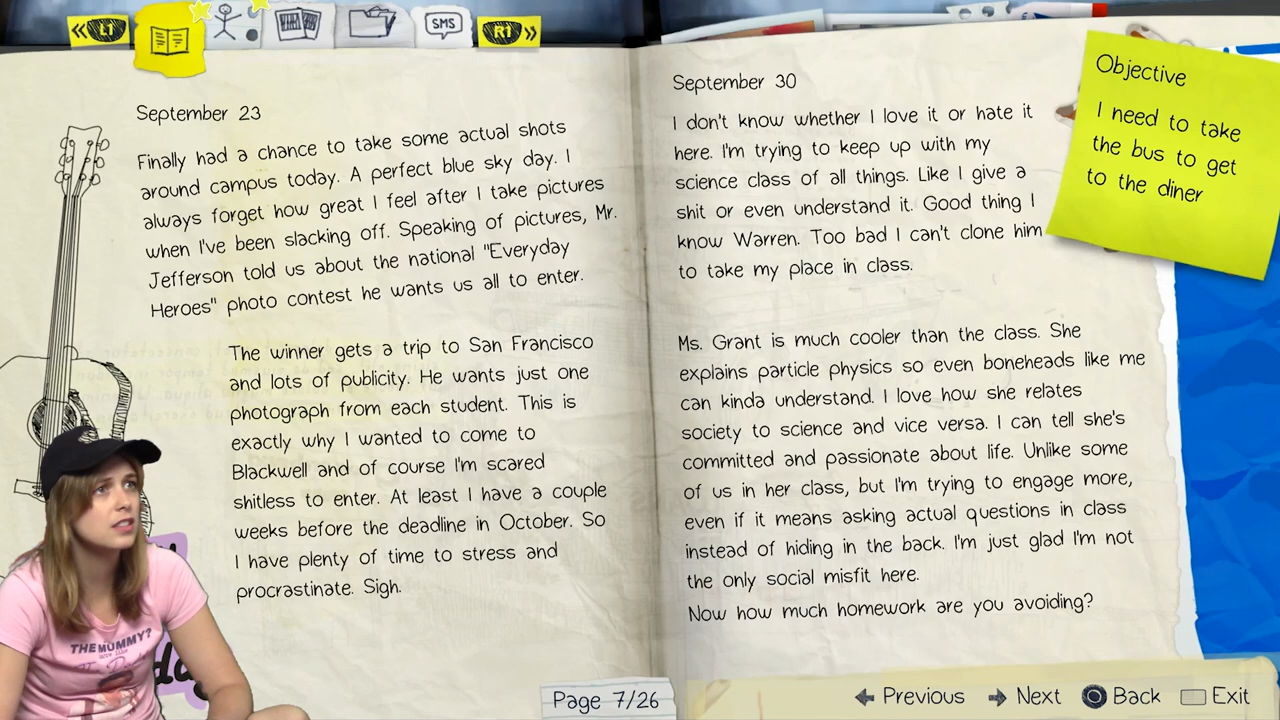 L1
SMS
R1
September 23
Finally had a chance to take some actual shots
around campus today. A perfect blue sky day. I
always forget how great I feel after I take pictures
when I've been slacking off. Speaking of pictures, Mr.
Jefferson told us about the national "Everyday
Heroes" photo contest he wants us all to enter.
The winner gets a trip to San Francisco
and lots of publicity. He wants just one
photograph from each student. This is
exactly why I wanted to come to
Blackwell and of course I'm scared
shitless to enter. At least I have a couple
weeks before the deadline in October. So
I have plenty of time to stress and
procrastinate. Sigh.
September 30
I don't know whether I love it or hate it
here. I'm trying to keep up with my
science class of all things. Like I give a
shit or even understand it. Good thing I
know Warren. Too bad I can't clone him
to take my place in class.
Ms. Grant is much cooler than the class. She
explains particle physics so even boneheads like me
can kinda understand. I love how she relates
society to science and vice versa. I can tell she's
committed and passionate about life. Unlike some
of us in her class, but I'm trying to engage more,
even if it means asking actual questions in class
instead of hiding in the back. I'm just glad I'm not
the only social misfit here.
Now how much homework are you avoiding?
Objective
I need to take
the bus to get
to the diner
THE MUMMY?
Page 7/26
Previous
Next
Back
Exit